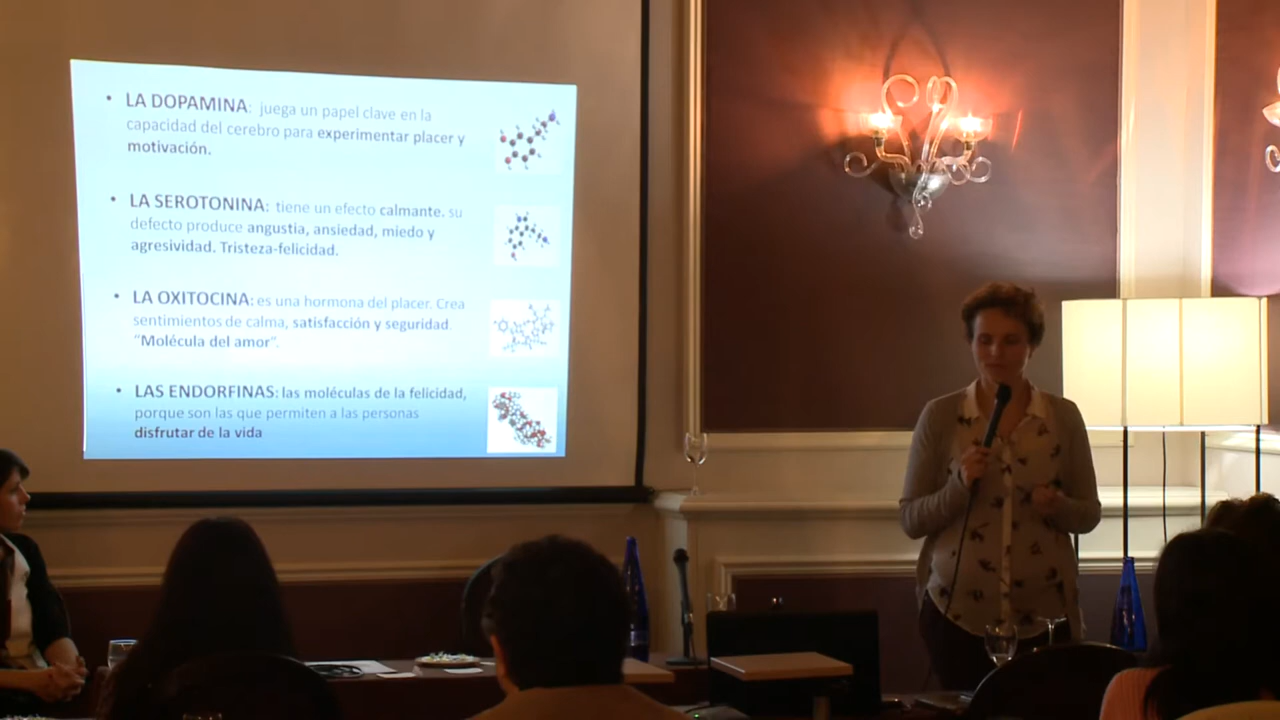 • LA DOPAMINA: juega un papel clave en la
capacidad del cerebro para experimentar placer y
motivación.
• LA SEROTONINA: tiene un efecto calmante. su
defecto produce angustia, ansiedad, miedo y
agresividad. Tristeza-felicidad.
• LA OXITOCINA: es una hormona del placer. Crea
sentimientos de calma, satisfacción y seguridad.
“Molécula del amor”.
• LAS ENDORFINAS: las moléculas de la felicidad,
porque son las que permiten a las personas
disfrutar de la vida